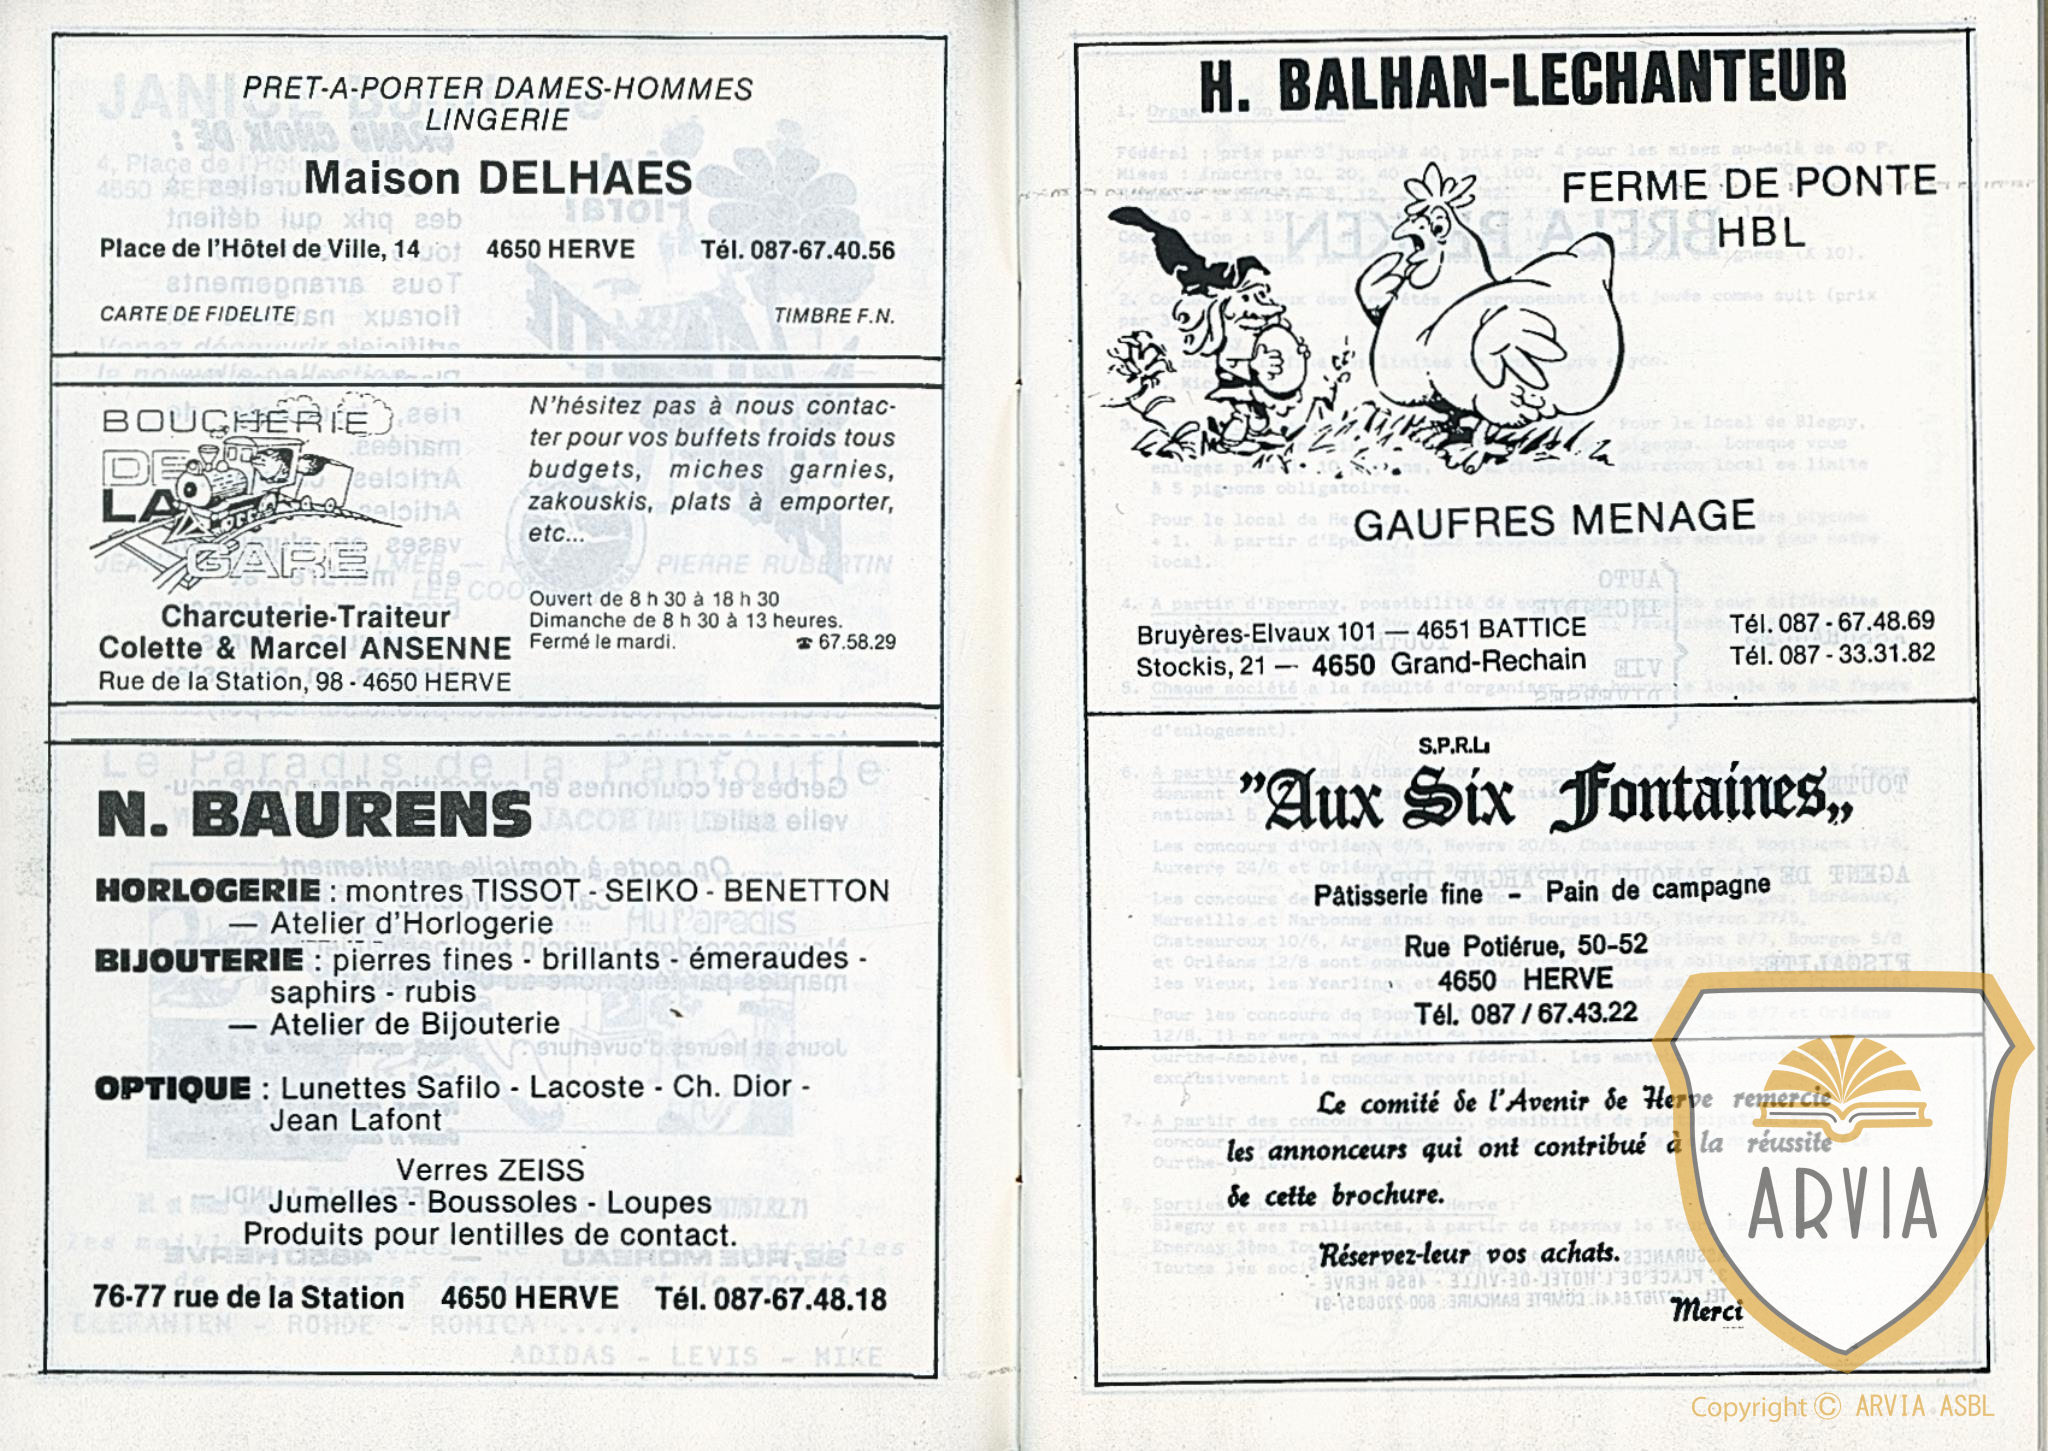 PRET-A-PORTER DAMES-HOMMES
LINGERIE
Maison DELHAES
Place de l'Hôtel de Ville, 14 4650 HERVE Tél. 087-67.40.56
CARTE DE FIDELITE TIMBRE F.N.
BOUCHERIE
DE
LA
GARE
Charcuterie-Traiteur
Colette & Marcel ANSENNE
Rue de la Station, 98 - 4650 HERVE
N'hésitez pas à nous contac-
ter pour vos buffets froids tous
budgets, miches garnies,
zakouskis, plats à emporter,
etc...
Ouvert de 8 h 30 à 18 h 30
Dimanche de 8 h 30 à 13 heures.
Fermé le mardi. ☎ 67.58.29
N. BAURENS
HORLOGERIE : montres TISSOT - SEIKO - BENETTON
— Atelier d'Horlogerie
BIJOUTERIE : pierres fines - brillants - émeraudes -
saphirs - rubis
— Atelier de Bijouterie
OPTIQUE : Lunettes Safilo - Lacoste - Ch. Dior -
Jean Lafont
Verres ZEISS
Jumelles - Boussoles - Loupes
Produits pour lentilles de contact.
76-77 rue de la Station 4650 HERVE Tél. 087-67.48.18
H. BALHAN-LECHANTEUR
FERME DE PONTE
HBL
GAUFRES MENAGE
Bruyères-Elvaux 101 — 4651 BATTICE Tél. 087 - 67.48.69
Stockis, 21 — 4650 Grand-Rechain Tél. 087 - 33.31.82
S.P.R.L.
"Aux Six Fontaines„
Pâtisserie fine - Pain de campagne
Rue Potiérue, 50-52
4650 HERVE
Tél. 087 / 67.43.22
Le comité de l'Avenir de Herve remercie
les annonceurs qui ont contribué à la réussite
de cette brochure.
Réservez-leur vos achats.
Merci
ARVIA
Copyright © ARVIA ASBL